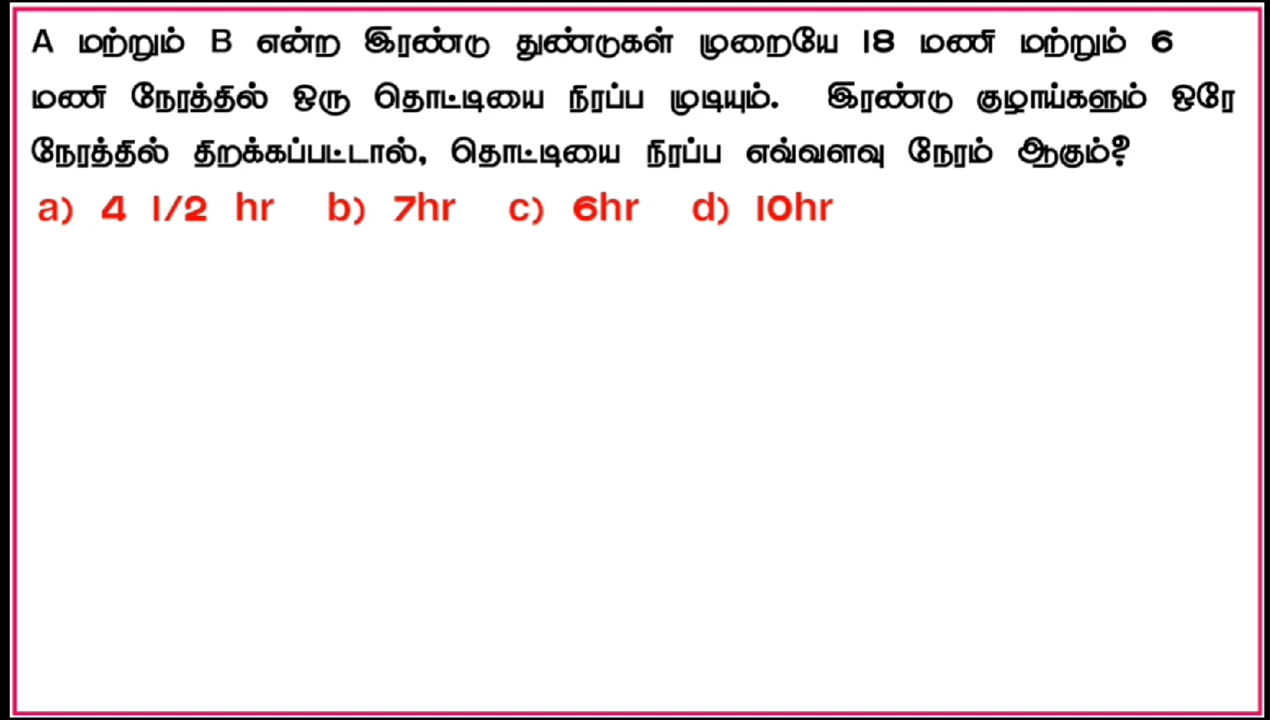 A மற்றும் B என்ற இரண்டு துண்டுகள் முறையே 18 மணி மற்றும் 6
மணி நேரத்தில் ஒரு தொட்டியை நிரப்ப முடியும். இரண்டு குழாய்களும் ஒரே
நேரத்தில் திறக்கப்பட்டால், தொட்டியை நிரப்ப எவ்வளவு நேரம் ஆகும்?
a) 4 1/2 hr b) 7hr c) 6hr d) 10hr